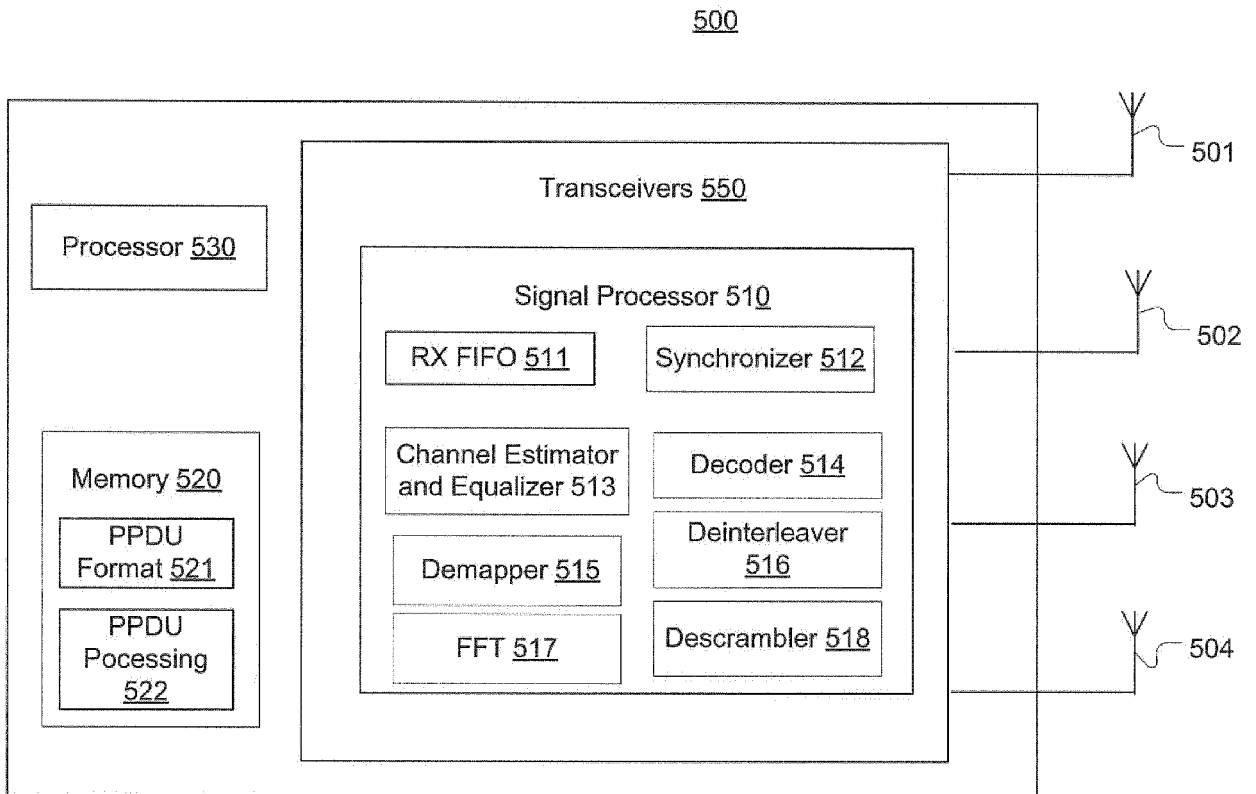 500
501
Transceivers 550
Processor 530
Signal Processor 510
502
RX FIFO 511
Synchronizer 512
Channel Estimator
and Equalizer 513
Decoder 514
Memory 520
503
PPDU
Format 521
Demapper 515
Deinterleaver
516
PPDU
Pocessing
522
FFT 517
Descrambler 518
504